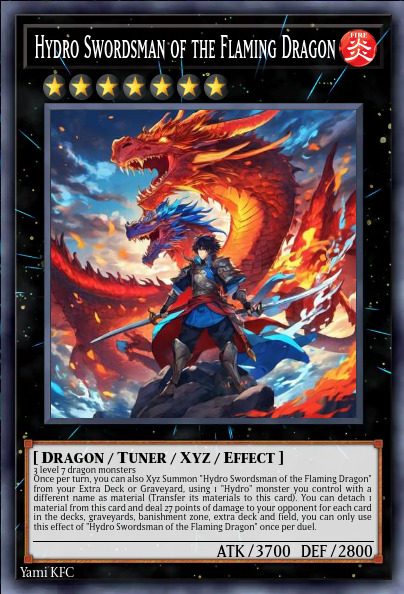 HYDRO SWORDSMAN OF THE FLAMING DRAGON
FIRE
炎
[ DRAGON / TUNER / XYZ / EFFECT ]
3 level 7 dragon monsters
Once per turn, you can also Xyz Summon "Hydro Swordsman of the Flaming Dragon"
from your Extra Deck or Graveyard, using 1 "Hydro" monster you control with a
different name as material (Transfer its materials to this card). You can detach 1
material from this card and deal 27 points of damage to your opponent for each card
in the decks, graveyards, banishment zone, extra deck and field, you can only use
this effect of "Hydro Swordsman of the Flaming Dragon" once per duel.
ATK/3700 DEF/2800
Yami KFC